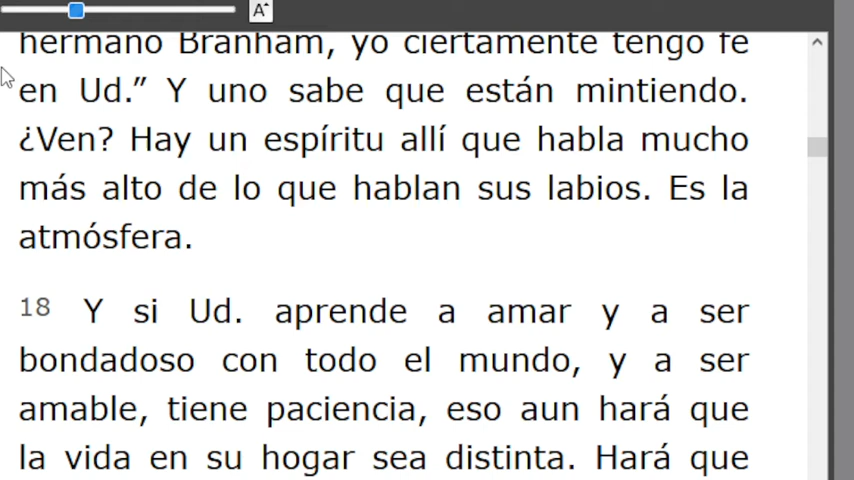 A
hermano Branham, yo ciertamente tengo fe
en Ud.” Y uno sabe que están mintiendo.
¿Ven? Hay un espíritu allí que habla mucho
más alto de lo que hablan sus labios. Es la
atmósfera.
18 Y si Ud. aprende a amar y a ser
bondadoso con todo el mundo, y a ser
amable, tiene paciencia, eso aun hará que
la vida en su hogar sea distinta. Hará que